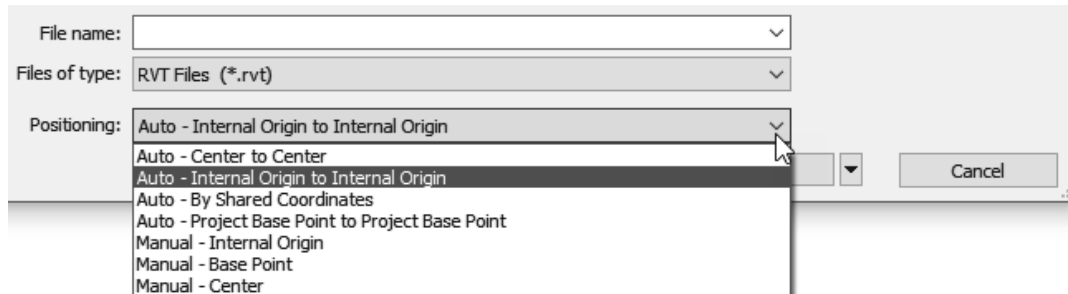 File name:
Files of type: RVT Files (*.rvt)
Positioning: Auto - Internal Origin to Internal Origin
Auto - Center to Center
Auto - Internal Origin to Internal Origin
Cancel
Auto - By Shared Coordinates
Auto - Project Base Point to Project Base Point
Manual - Internal Origin
Manual - Base Point
Manual - Center